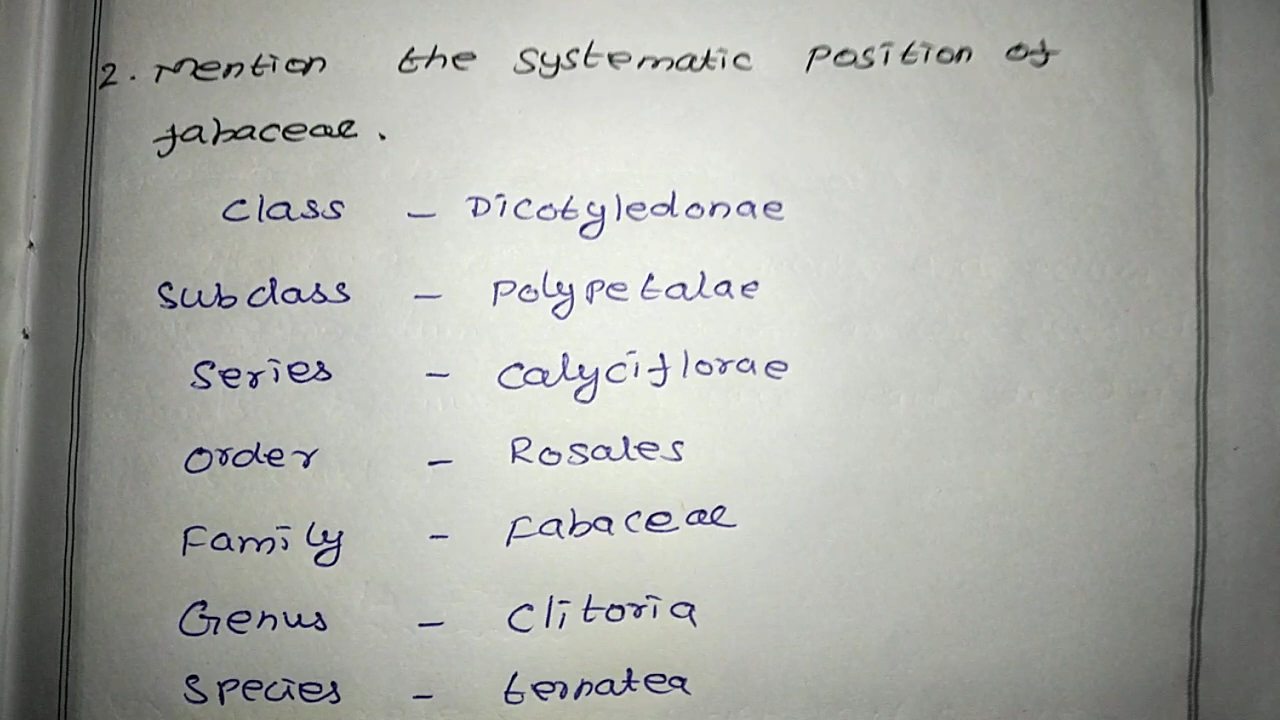 2. Mention the systematic position of
fabaceae.
Class - Dicotyledonae
Subclass - Polypetalae
Series - Calyciflorae
Order - Rosales
Family - Fabaceae
Genus - Clitoria
Species - ternatea